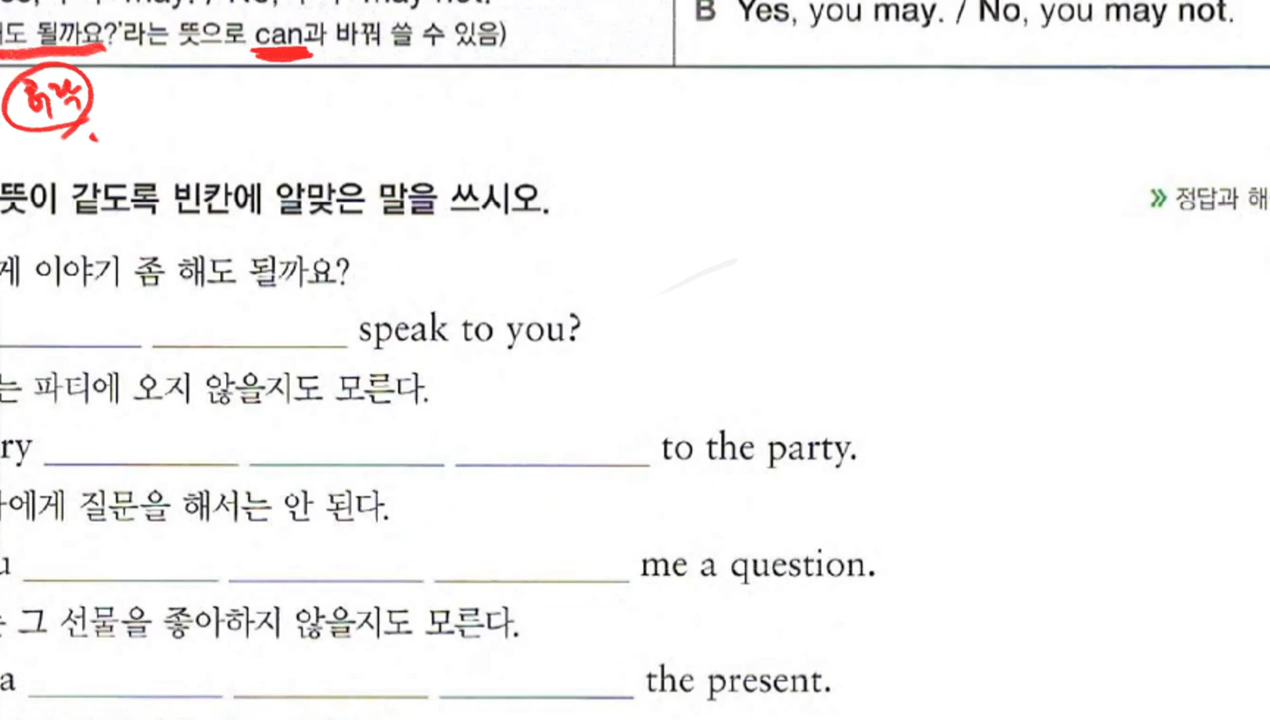 B Yes, you may. / No, you may not.
도 될까요?'라는 뜻으로 can과 바꿔 쓸 수 있음)
허락
뜻이 같도록 빈칸에 알맞은 말을 쓰시오.
» 정답과 해
게 이야기 좀 해도 될까요?
speak to you?
는 파티에 오지 않을지도 모른다.
ry to the party.
에게 질문을 해서는 안 된다.
me a question.
그 선물을 좋아하지 않을지도 모른다.
a the present.